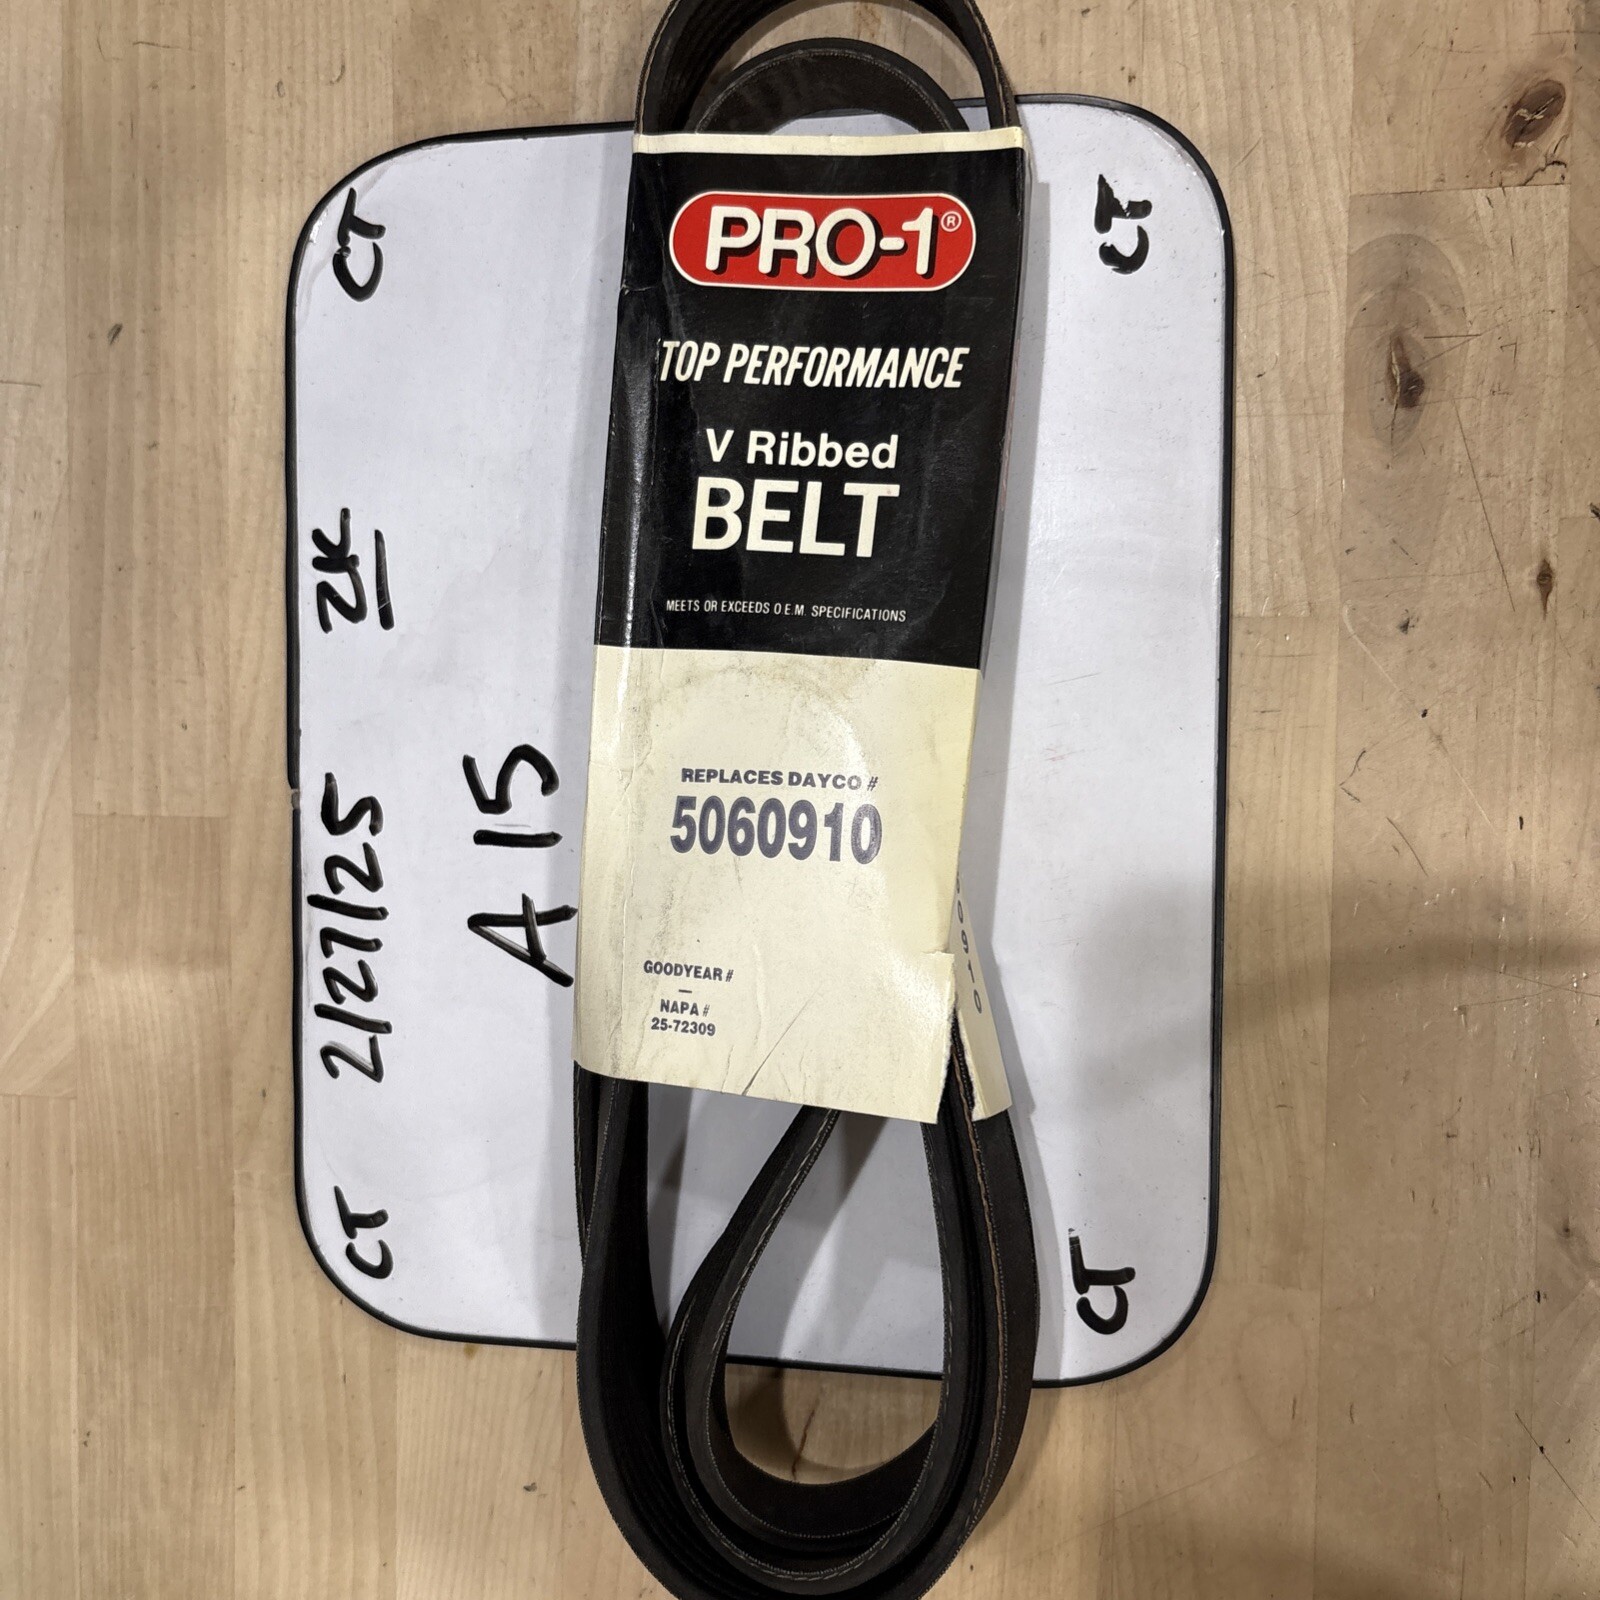 PRO-1®
TOP PERFORMANCE
V Ribbed
BELT
MEETS OR EXCEEDS O.E.M. SPECIFICATIONS
REPLACES DAYCO #
5060910
GOODYEAR #
—
NAPA #
25-72309
CT
2/27/25
ZK
CT
A 15
CT
CT